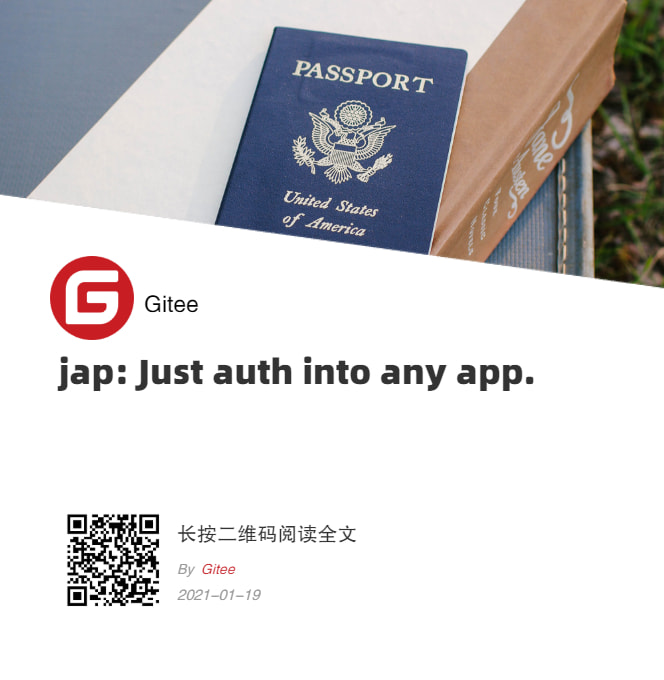 PASSPORT
United States
of America
Gitee
jap: Just auth into any app.
长按二维码阅读全文
By Gitee
2021-01-19